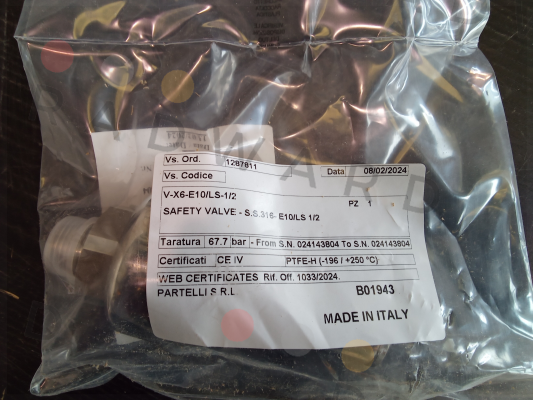 Vs. Ord. 1287811 Data 08/02/2024
Vs. Codice
V-X6-E10/LS-1/2
PZ 1
SAFETY VALVE - S.S.316- E10/LS 1/2
Taratura 67.7 bar - From S.N. 024143804 To S.N. 024143804
Certificati CE IV PTFE-H (-196 / +250 °C)
WEB CERTIFICATES Rif. Off. 1033/2024.
PARTELLI S R.L B01943
MADE IN ITALY